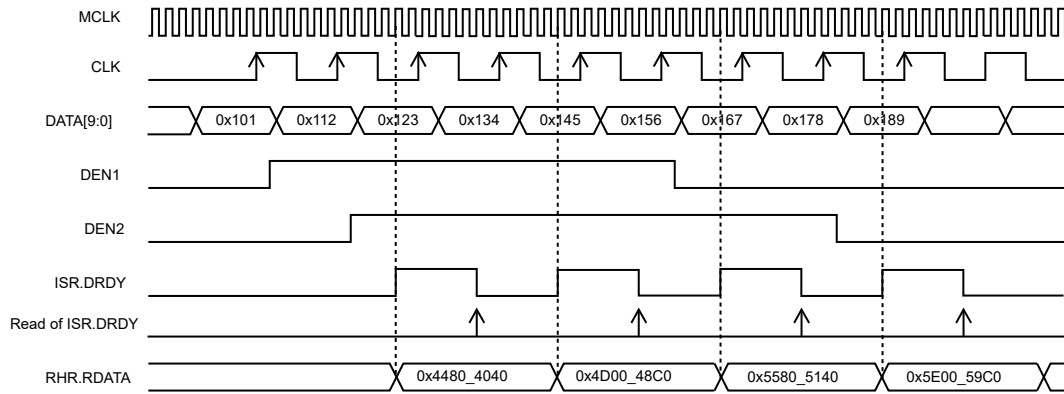 MCLK
CLK
DATA[9:0] 0x101 0x112 0x123 0x134 0x145 0x156 0x167 0x178 0x189
DEN1
DEN2
ISR.DRDY
Read of ISR.DRDY
RHR.RDATA 0x4480_4040 0x4D00_48C0 0x5580_5140 0x5E00_59C0